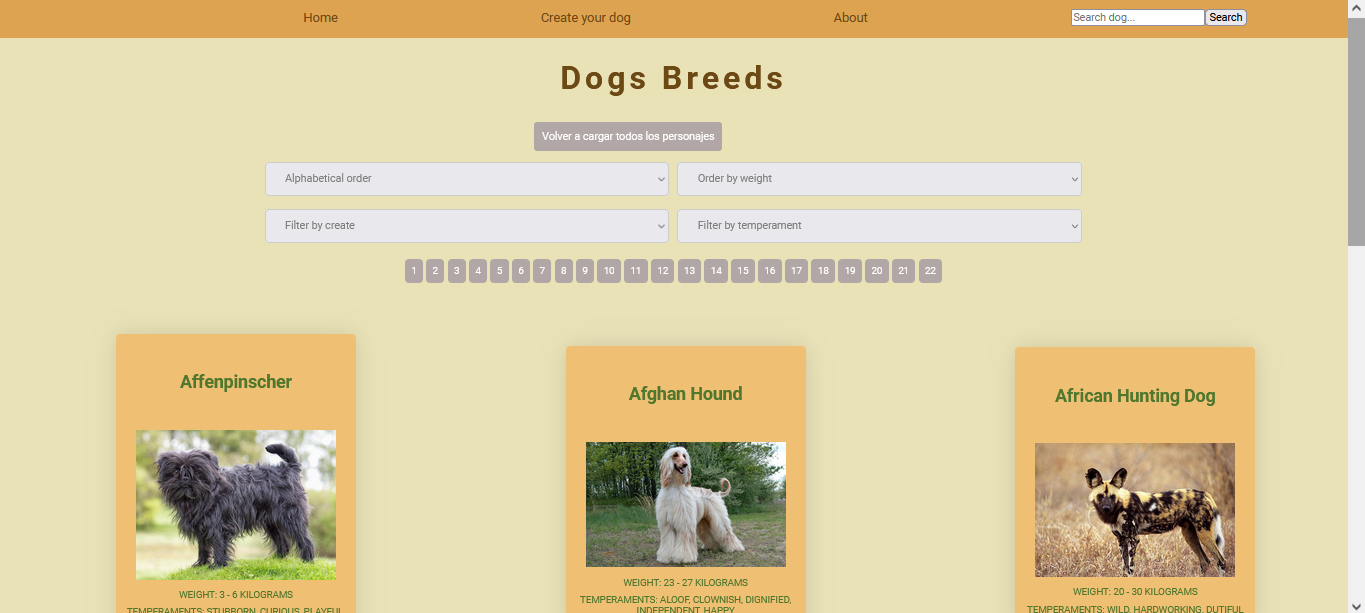 Home Create your dog About Search dog... Search
Dogs Breeds
Volver a cargar todos los personajes
Alphabetical order Order by weight
Filter by create Filter by temperament
1 2 3 4 5 6 7 8 9 10 11 12 13 14 15 16 17 18 19 20 21 22
Affenpinscher
Afghan Hound
African Hunting Dog
WEIGHT: 3 - 6 KILOGRAMS
TEMPERAMENTS: STUBBORN, CURIOUS, PLAYFUL,
WEIGHT: 23 - 27 KILOGRAMS
TEMPERAMENTS: ALOOF, CLOWNISH, DIGNIFIED,
INDEPENDENT, HAPPY
WEIGHT: 20 - 30 KILOGRAMS
TEMPERAMENTS: WILD, HARDWORKING, DUTIFUL